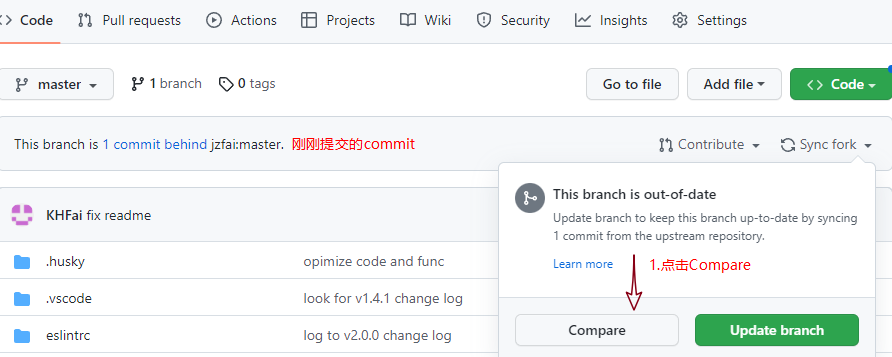 Code Pull requests Actions Projects Wiki Security Insights Settings
master 1 branch 0 tags Go to file Add file Code
This branch is 1 commit behind jzfai:master. 刚刚提交的commit Contribute Sync fork
This branch is out-of-date
Update branch to keep this branch up-to-date by syncing
1 commit from the upstream repository.
Learn more 1.点击Compare
Compare Update branch
KHFai fix readme
.husky opimize code and func
.vscode look for v1.4.1 change log
eslintrc log to v2.0.0 change log